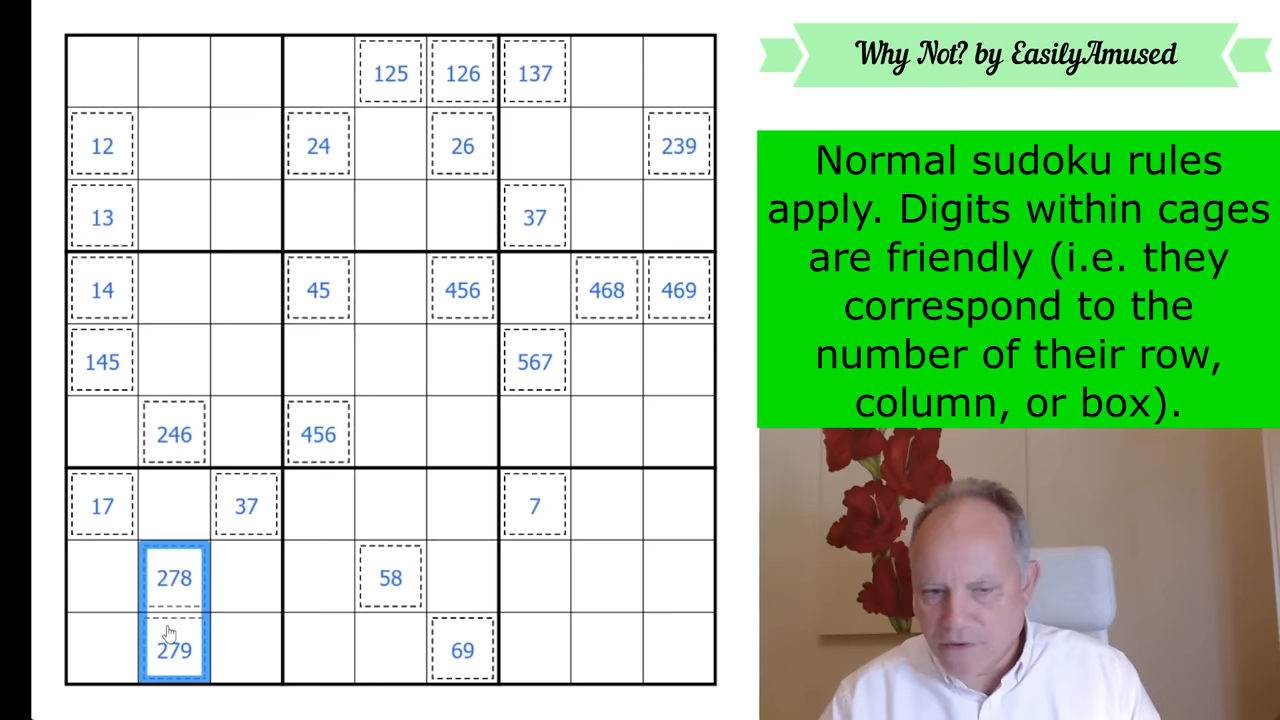 Why Not? by EasilyAmused
125 126 137
12 24 26 239
13 37
14 45 456 468 469
145 567
246 456
17 37 7
278 58
279 69
Normal sudoku rules
apply. Digits within cages
are friendly (i.e. they
correspond to the
number of their row,
column, or box).